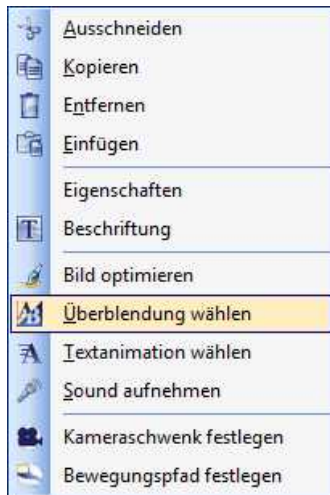 Ausschneiden
Kopieren
Entfernen
Einfügen
Eigenschaften
Beschriftung
Bild optimieren
Überblendung wählen
Textanimation wählen
Sound aufnehmen
Kameraschwenk festlegen
Bewegungspfad festlegen